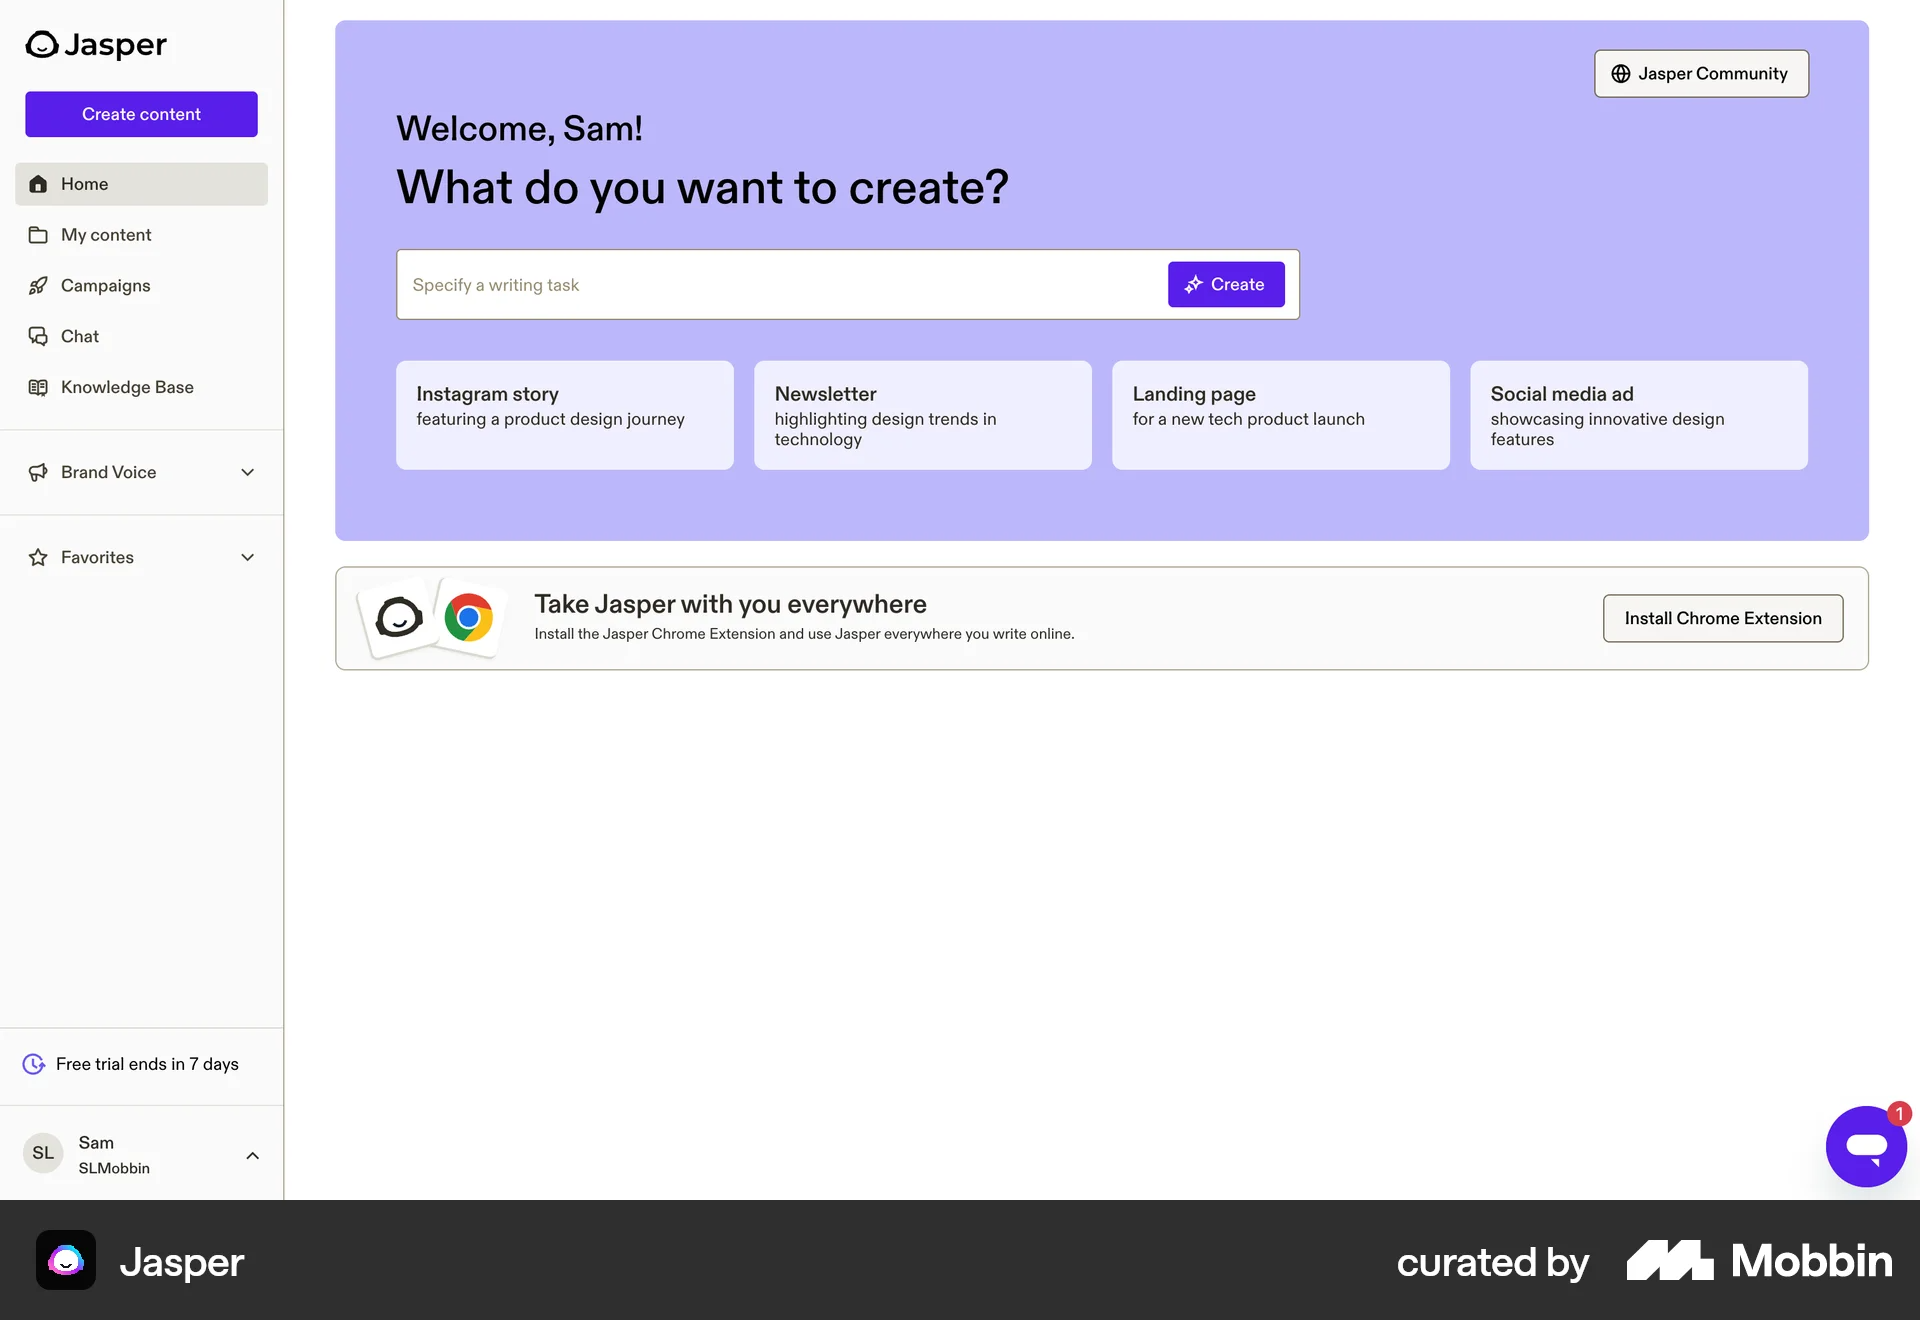 Jasper
Create content
Home
My content
Campaigns
Chat
Knowledge Base
Brand Voice
Favorites
Free trial ends in 7 days
SL
Sam
SLMobbin
Jasper Community
Welcome, Sam!
What do you want to create?
Specify a writing task
Create
Instagram story
featuring a product design journey
Newsletter
highlighting design trends in
technology
Landing page
for a new tech product launch
Social media ad
showcasing innovative design
features
Take Jasper with you everywhere
Install the Jasper Chrome Extension and use Jasper everywhere you write online.
Install Chrome Extension
1
Jasper
curated by
Mobbin